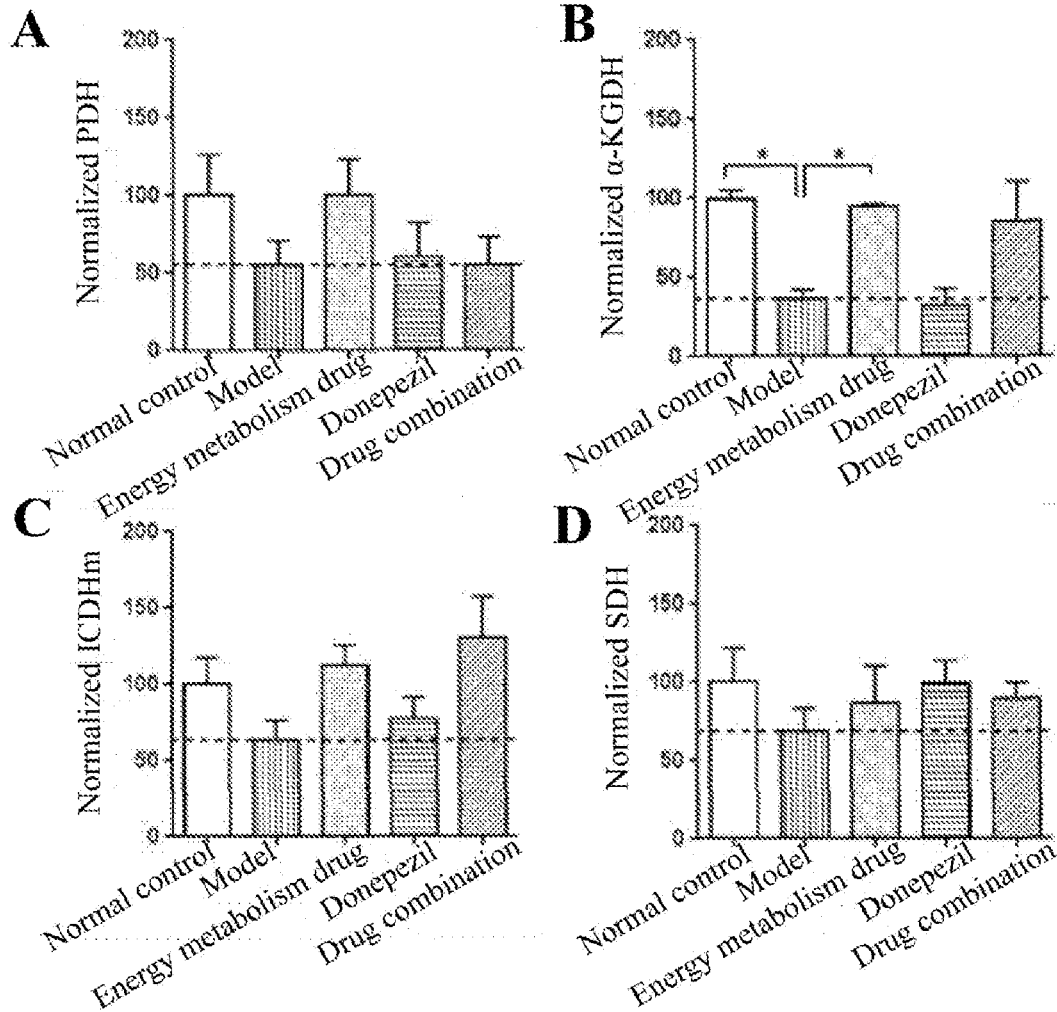 A
Normalized PDH
200
150
100
50
0
Normal control
Model
Energy metabolism drug
Donepezil
Drug combination
B
Normalized α-KGDH
200
150
100
50
0
* *
Normal control
Model
Energy metabolism drug
Donepezil
Drug combination
C
Normalized ICDHm
200
150
100
50
0
Normal control
Model
Energy metabolism drug
Donepezil
Drug combination
D
Normalized SDH
200
150
100
50
0
Normal control
Model
Energy metabolism drug
Donepezil
Drug combination